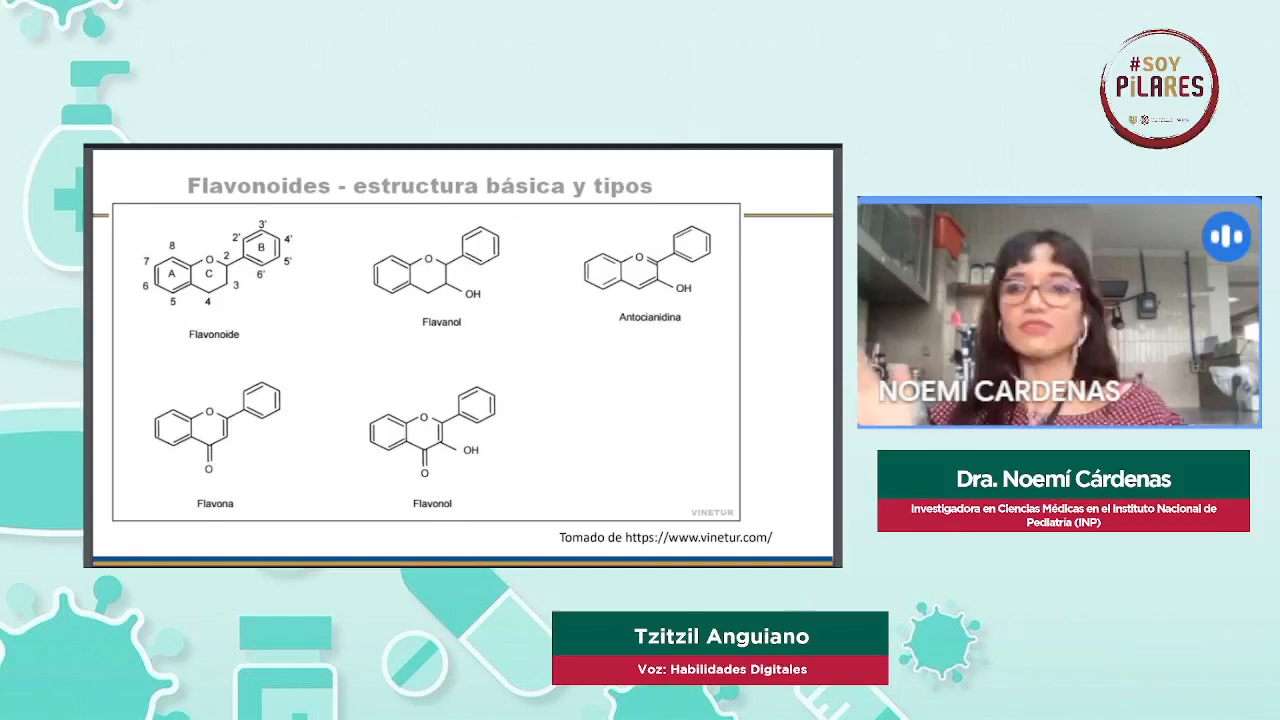 #SOY
PiLARES
Flavonoides - estructura básica y tipos
3'
2'
4'
8
B
7
O
2
5'
A
C
6'
6
3
5
4
Flavonoide
O
OH
Flavanol
O
OH
Antocianidina
O
O
Flavona
O
OH
O
Flavonol
VINETUR
Tomado de https://www.vinetur.com/
NOEMI CARDENAS
Dra. Noemí Cárdenas
Investigadora en Ciencias Médicas en el Instituto Nacional de
Pediatría (INP)
Tzitzil Anguiano
Voz: Habilidades Digitales